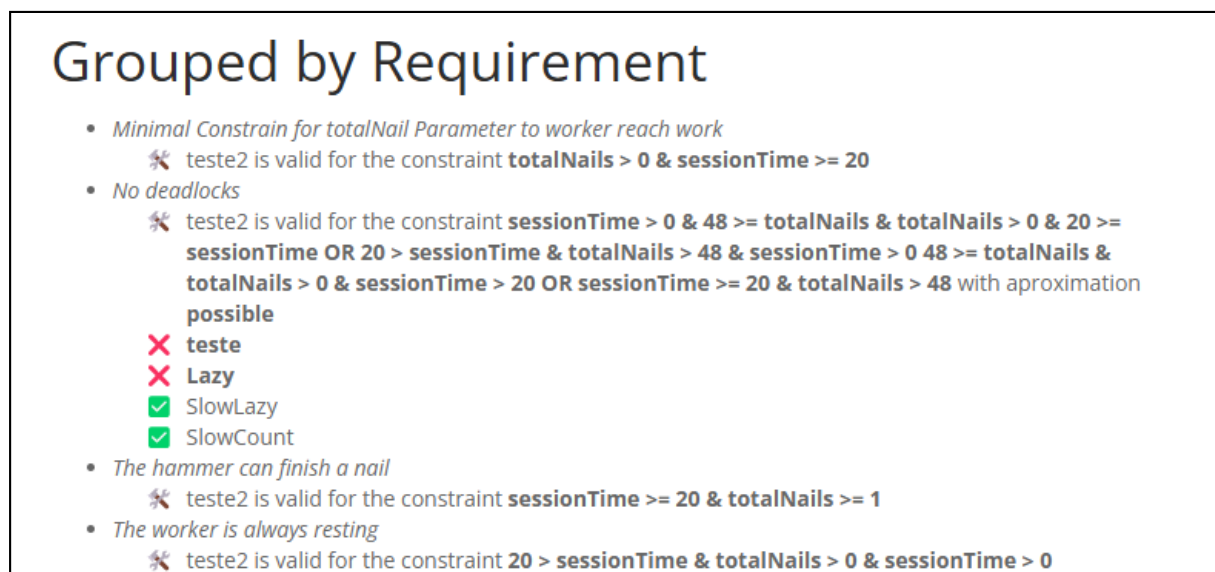 Grouped by Requirement
Minimal Constrain for totalNail Parameter to worker reach work
teste2 is valid for the constraint totalNails > 0 & sessionTime >= 20
No deadlocks
teste2 is valid for the constraint sessionTime > 0 & 48 >= totalNails & totalNails > 0 & 20 >=
sessionTime OR 20 > sessionTime & totalNails > 48 & sessionTime > 0 48 >= totalNails &
totalNails > 0 & sessionTime > 20 OR sessionTime >= 20 & totalNails > 48 with aproximation
possible
teste
Lazy
SlowLazy
SlowCount
The hammer can finish a nail
teste2 is valid for the constraint sessionTime >= 20 & totalNails >= 1
The worker is always resting
teste2 is valid for the constraint 20 > sessionTime & totalNails > 0 & sessionTime > 0